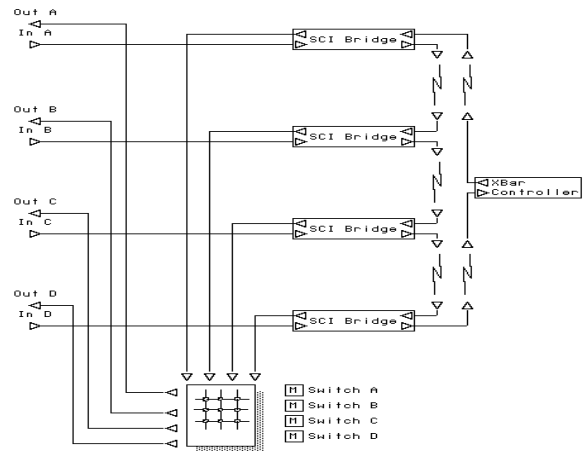 Out A
In A
SCI Bridge
Out B
In B
SCI Bridge
XBar
Controller
Out C
In C
SCI Bridge
Out D
In D
SCI Bridge
M Switch A
M Switch B
M Switch C
M Switch D